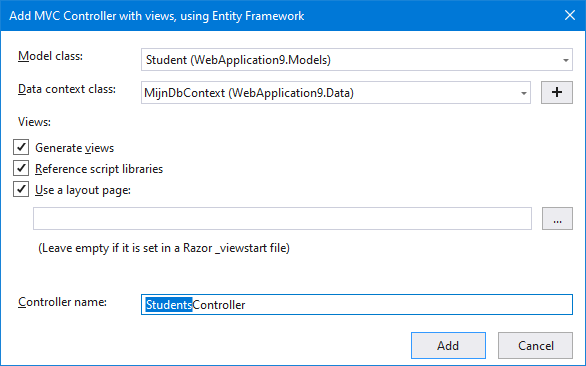 Add MVC Controller with views, using Entity Framework
Model class: Student (WebApplication9.Models)
Data context class: MijnDbContext (WebApplication9.Data) +
Views:
Generate views
Reference script libraries
Use a layout page:
...
(Leave empty if it is set in a Razor _viewstart file)
Controller name: StudentsController
Add Cancel